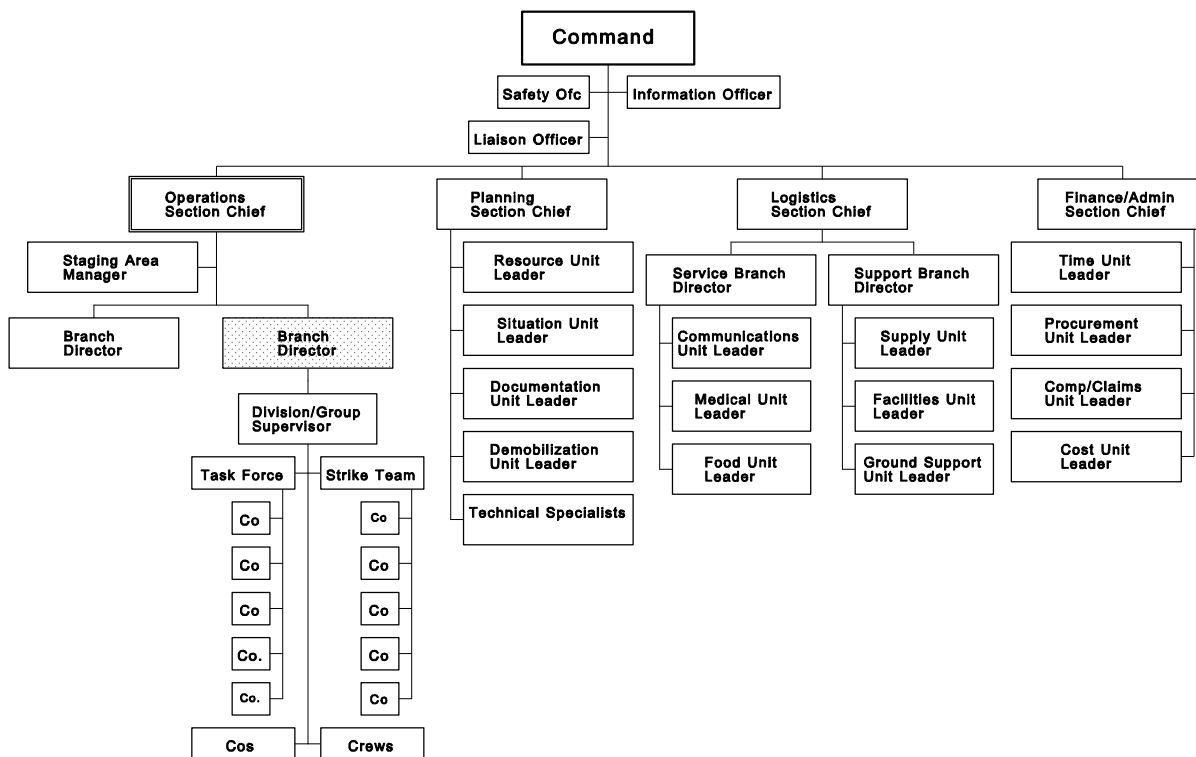 Command
Safety Ofc
Information Officer
Liaison Officer
Operations
Section Chief
Planning
Section Chief
Logistics
Section Chief
Finance/Admin
Section Chief
Staging Area
Manager
Branch
Director
Branch
Director
Division/Group
Supervisor
Task Force
Strike Team
Co
Co
Co
Co.
Co.
Co
Co
Co
Co
Co
Cos
Crews
Resource Unit
Leader
Situation Unit
Leader
Documentation
Unit Leader
Demobilization
Unit Leader
Technical Specialists
Service Branch
Director
Communications
Unit Leader
Medical Unit
Leader
Food Unit
Leader
Support Branch
Director
Supply Unit
Leader
Facilities Unit
Leader
Ground Support
Unit Leader
Time Unit
Leader
Procurement
Unit Leader
Comp/Claims
Unit Leader
Cost Unit
Leader